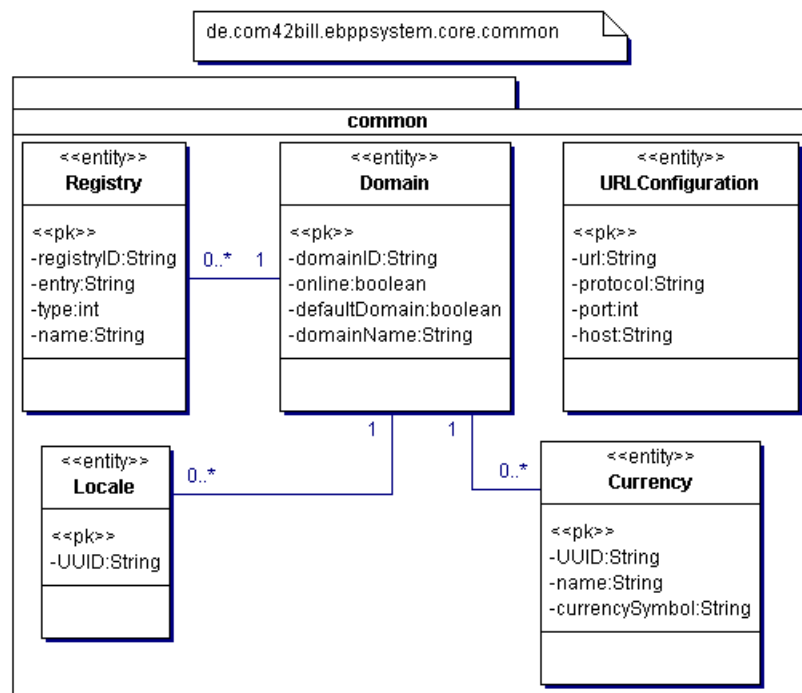 de.com42bill.ebppsystem.core.common
common
<<entity>>
Registry
<<pk>>
-registryID:String
-entry:String
-type:int
-name:String
0..*
1
<<entity>>
Domain
<<pk>>
-domainID:String
-online:boolean
-defaultDomain:boolean
-domainName:String
<<entity>>
URLConfiguration
<<pk>>
-url:String
-protocol:String
-port:int
-host:String
1
1
0..*
0..*
<<entity>>
Locale
<<pk>>
-UUID:String
<<entity>>
Currency
<<pk>>
-UUID:String
-name:String
-currencySymbol:String